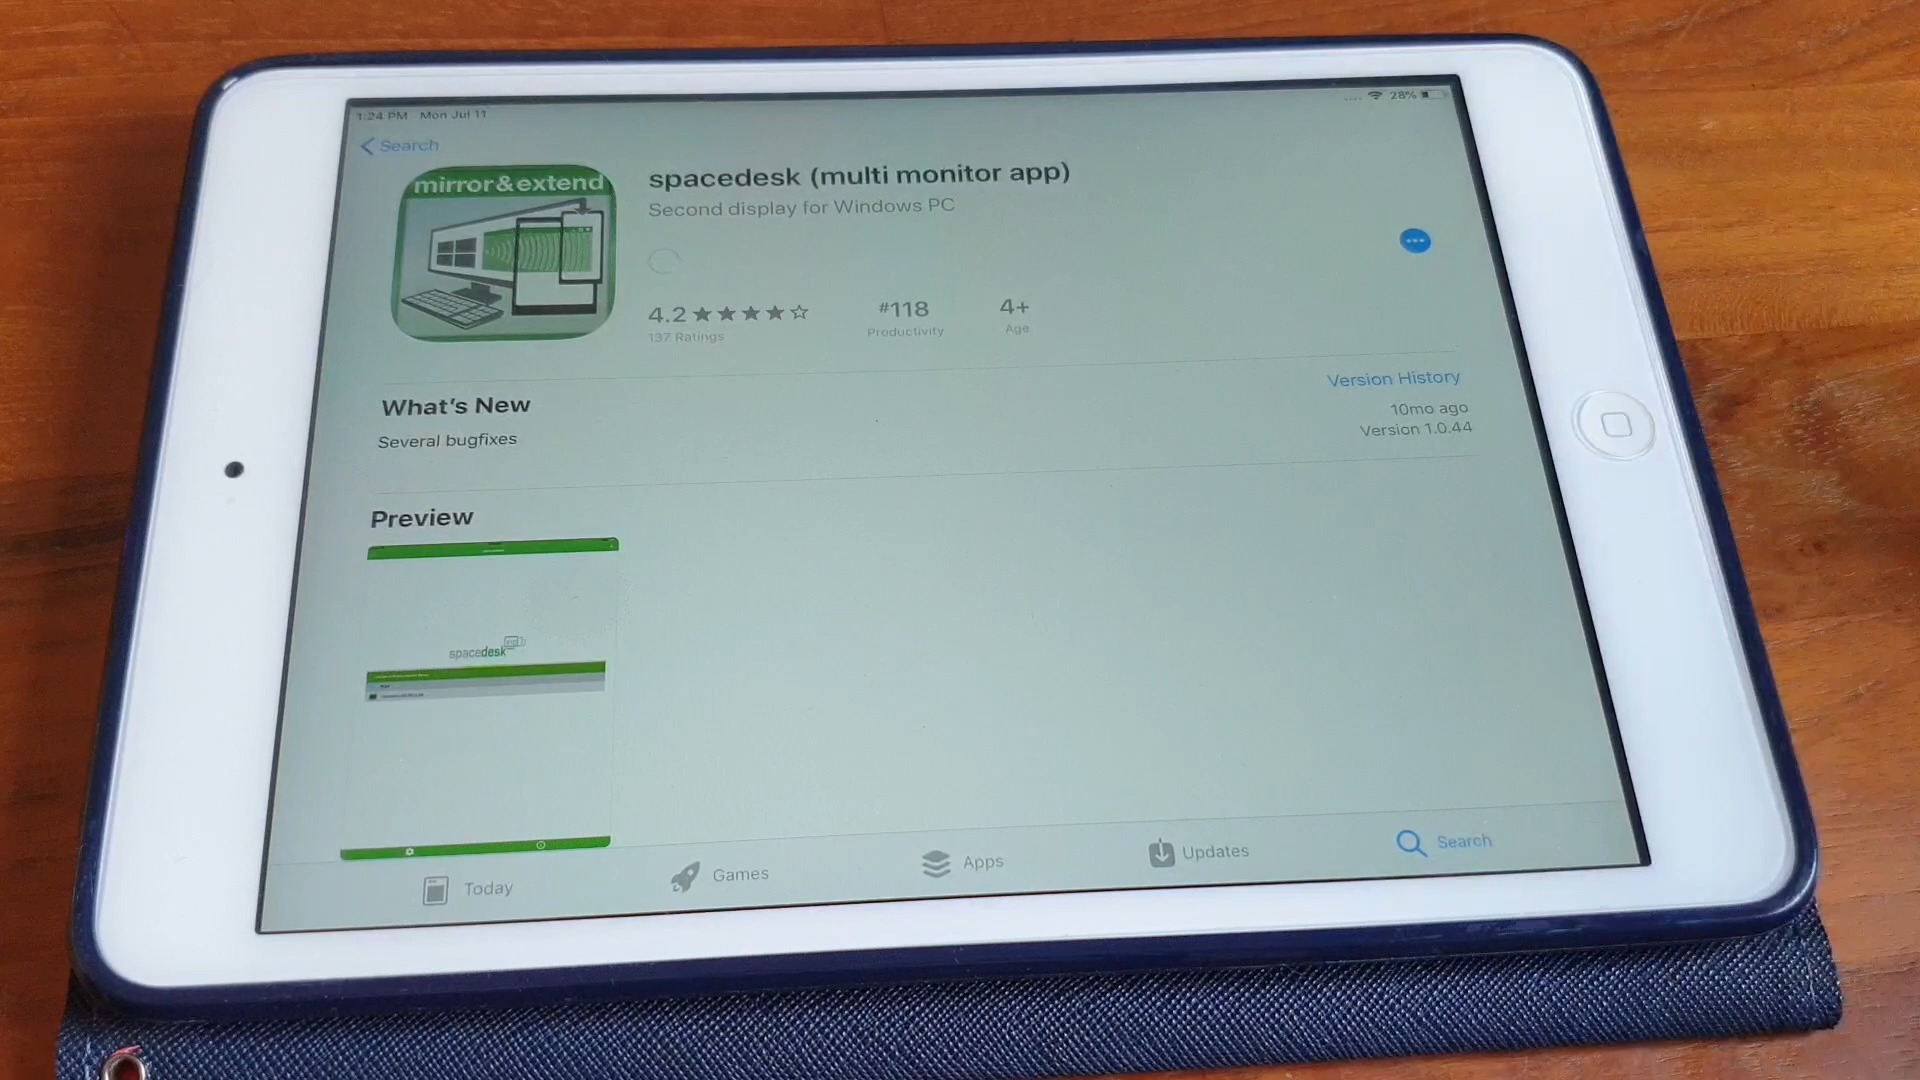 1:24 PM Mon Jul 11
28%
Search
mirror&extend
spacedesk (multi monitor app)
Second display for Windows PC
4.2
#118
4+
137 Ratings
Productivity
Age
Version History
What's New
10mo ago
Several bugfixes
Version 1.0.44
Preview
spacedesk
Today
Games
Apps
Updates
Search